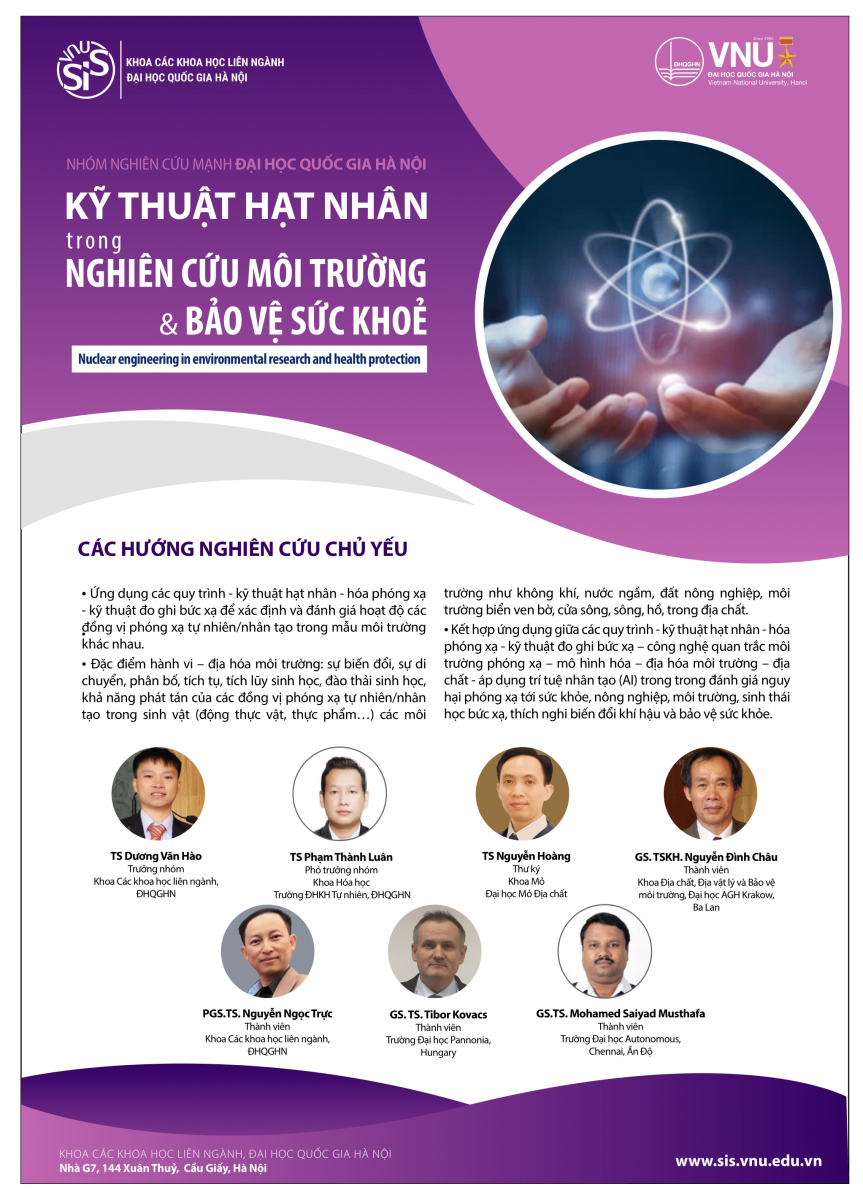 VNU
SIS
KHOA CÁC KHOA HỌC LIÊN NGÀNH
ĐẠI HỌC QUỐC GIA HÀ NỘI
ĐHQGHN
Since 1906
VNU
ĐẠI HỌC QUỐC GIA HÀ NỘI
Vietnam National University, Hanoi
NHÓM NGHIÊN CỨU MẠNH ĐẠI HỌC QUỐC GIA HÀ NỘI
KỸ THUẬT HẠT NHÂN
trong
NGHIÊN CỨU MÔI TRƯỜNG
& BẢO VỆ SỨC KHOẺ
Nuclear engineering in environmental research and health protection
CÁC HƯỚNG NGHIÊN CỨU CHỦ YẾU
• Ứng dụng các quy trình - kỹ thuật hạt nhân - hóa phóng xạ
- kỹ thuật đo ghi bức xạ để xác định và đánh giá hoạt độ các
đồng vị phóng xạ tự nhiên/nhân tạo trong mẫu môi trường
khác nhau.
• Đặc điểm hành vi – địa hóa môi trường: sự biến đổi, sự di
chuyển, phân bố, tích tụ, tích lũy sinh học, đào thải sinh học,
khả năng phát tán của các đồng vị phóng xạ tự nhiên/nhân
tạo trong sinh vật (động thực vật, thực phẩm…) các môi
trường như không khí, nước ngầm, đất nông nghiệp, môi
trường biển ven bờ, cửa sông, sông, hồ, trong địa chất.
• Kết hợp ứng dụng giữa các quy trình - kỹ thuật hạt nhân - hóa
phóng xạ - kỹ thuật đo ghi bức xạ – công nghệ quan trắc môi
trường phóng xạ – mô hình hóa – địa hóa môi trường – địa
chất - áp dụng trí tuệ nhân tạo (AI) trong trong đánh giá nguy
hại phóng xạ tới sức khỏe, nông nghiệp, môi trường, sinh thái
học bức xạ, thích nghi biến đổi khí hậu và bảo vệ sức khỏe.
TS Dương Văn Hào
Trưởng nhóm
Khoa Các khoa học liên ngành,
ĐHQGHN
TS Phạm Thành Luân
Phó trưởng nhóm
Khoa Hóa học
Trường ĐHKH Tự nhiên, ĐHQGHN
TS Nguyễn Hoàng
Thư ký
Khoa Mỏ
Đại học Mỏ Địa chất
GS. TSKH. Nguyễn Đình Châu
Thành viên
Khoa Địa chất, Địa vật lý và Bảo vệ
môi trường, Đại học AGH Krakow,
Ba Lan
PGS.TS. Nguyễn Ngọc Trực
Thành viên
Khoa Các khoa học liên ngành,
ĐHQGHN
GS. TS. Tibor Kovacs
Thành viên
Trường Đại học Pannonia,
Hungary
GS.TS. Mohamed Saiyad Musthafa
Thành viên
Trường Đại học Autonomous,
Chennai, Ấn Độ
KHOA CÁC KHOA HỌC LIÊN NGÀNH, ĐẠI HỌC QUỐC GIA HÀ NỘI
Nhà G7, 144 Xuân Thuỷ, Cầu Giấy, Hà Nội
www.sis.vnu.edu.vn